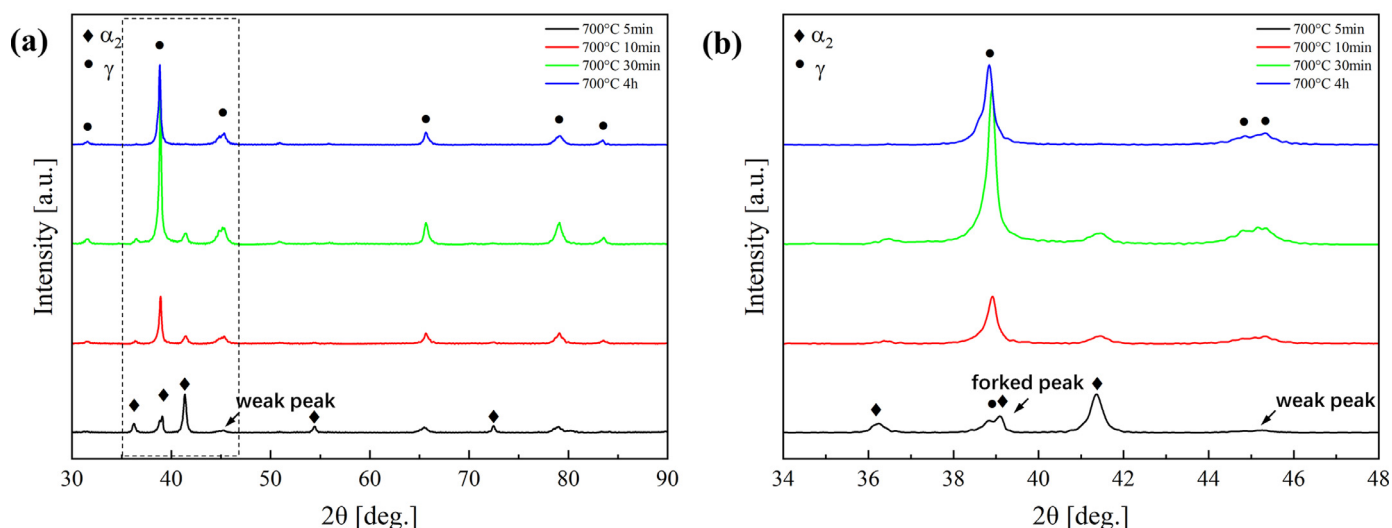 (a)
◆ α₂
● γ
700°C 5min
700°C 10min
700°C 30min
700°C 4h
weak peak
Intensity [a.u.]
30 40 50 60 70 80 90
2θ [deg.]
(b)
◆ α₂
● γ
700°C 5min
700°C 10min
700°C 30min
700°C 4h
forked peak
weak peak
Intensity [a.u.]
34 36 38 40 42 44 46 48
2θ [deg.]